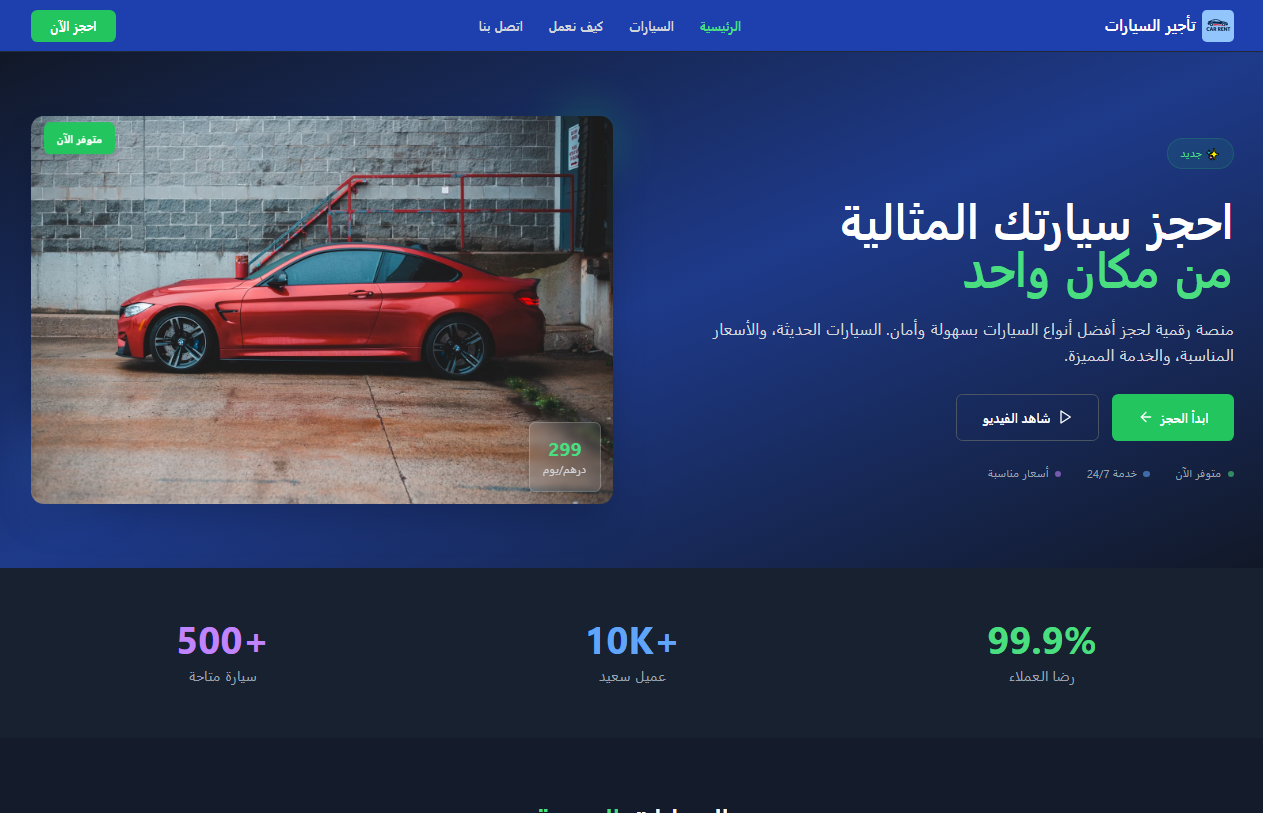 CAR RENT
تأجير السيارات
الرئيسية
السيارات
كيف نعمل
اتصل بنا
احجز الآن
✨ جديد
احجز سيارتك المثالية
من مكان واحد
منصة رقمية لحجز أفضل أنواع السيارات بسهولة وأمان. السيارات الحديثة، والأسعار
المناسبة، والخدمة المميزة.
ابدأ الحجز
شاهد الفيديو
متوفر الآن
خدمة 24/7
أسعار مناسبة
متوفر الآن
299
درهم/يوم
99.9%
رضا العملاء
10K+
عميل سعيد
500+
سيارة متاحة